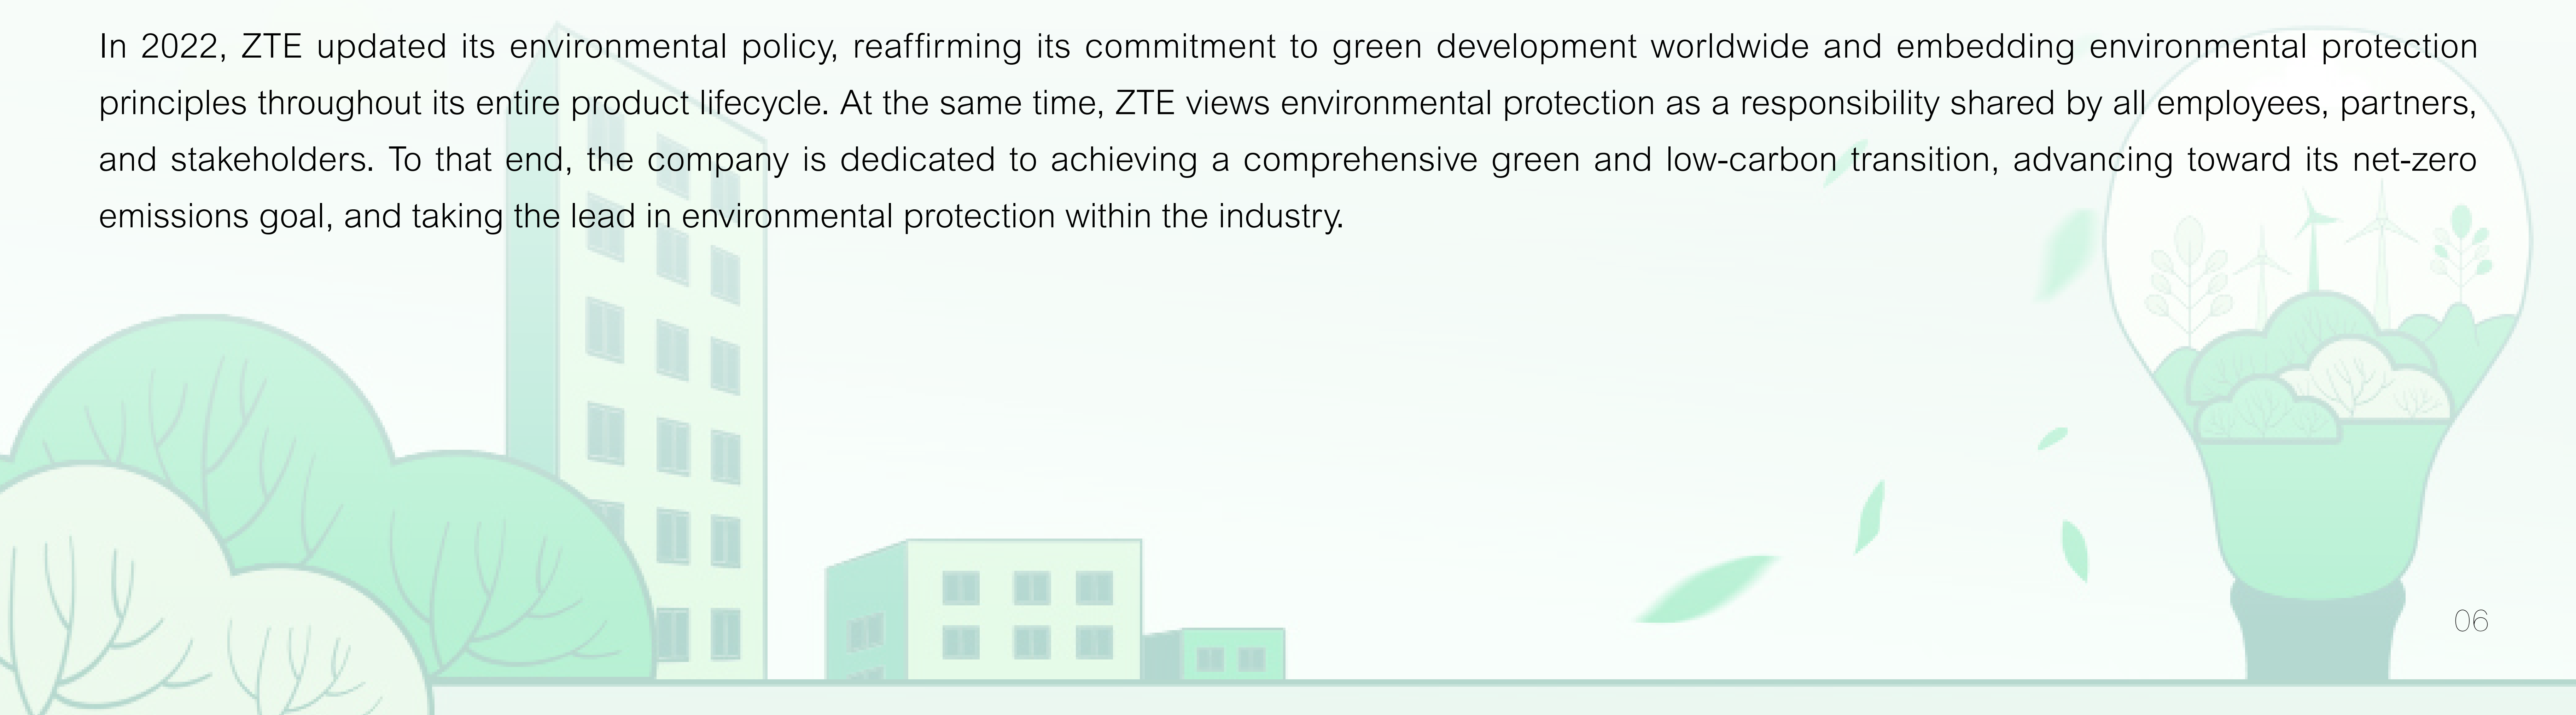 In 2022, ZTE updated its environmental policy, reaffirming its commitment to green development worldwide and embedding environmental protection
principles throughout its entire product lifecycle. At the same time, ZTE views environmental protection as a responsibility shared by all employees, partners,
and stakeholders. To that end, the company is dedicated to achieving a comprehensive green and low-carbon transition, advancing toward its net-zero
emissions goal, and taking the lead in environmental protection within the industry.
06